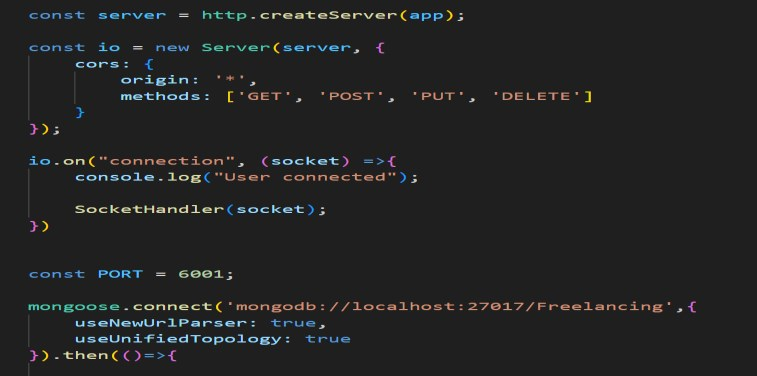 const server = http.createServer(app);
const io = new Server(server, {
    cors: {
        origin: '*',
        methods: ['GET', 'POST', 'PUT', 'DELETE']
    }
});
io.on("connection", (socket) =>{
    console.log("User connected");
    SocketHandler(socket);
})
const PORT = 6001;
mongoose.connect('mongodb://localhost:27017/Freelancing',{
    useNewUrlParser: true,
    useUnifiedTopology: true
}).then(()=>{